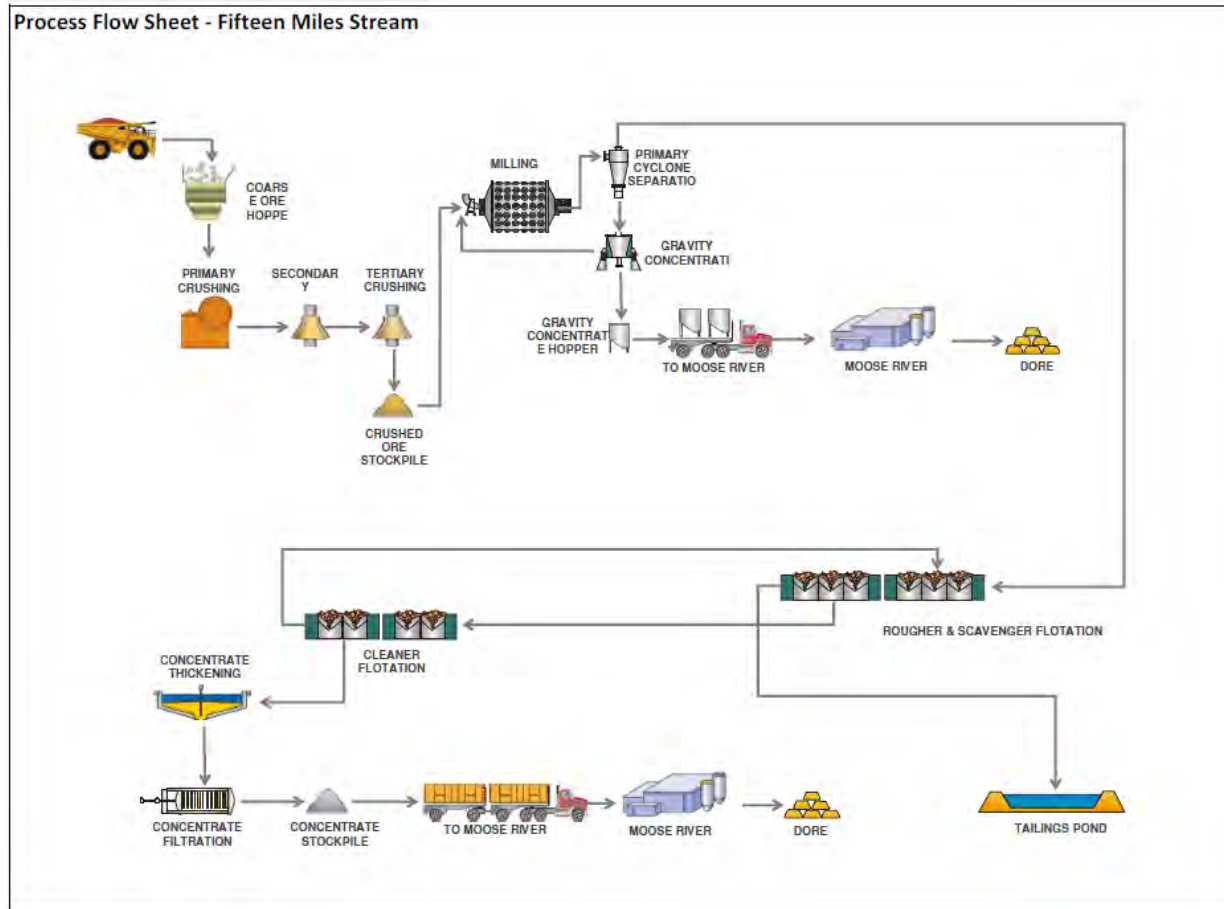 Process Flow Sheet - Fifteen Miles Stream
COARS
E ORE
HOPPE
MILLING
PRIMARY
CYCLONE
SEPARATIO
GRAVITY
CONCENTRATI
PRIMARY
CRUSHING
SECONDAR
Y
TERTIARY
CRUSHING
CRUSHED
ORE
STOCKPILE
GRAVITY
CONCENTRAT
E HOPPER
TO MOOSE RIVER
MOOSE RIVER
DORE
ROUGHER & SCAVENGER FLOTATION
CLEANER
FLOTATION
CONCENTRATE
THICKENING
CONCENTRATE
FILTRATION
CONCENTRATE
STOCKPILE
TO MOOSE RIVER
MOOSE RIVER
DORE
TAILINGS POND